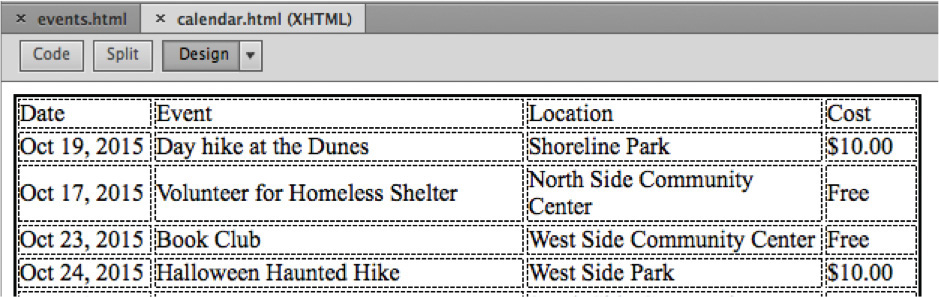 × events.html × calendar.html (XHTML)
Code Split Design
Date Event Location Cost
Oct 19, 2015 Day hike at the Dunes Shoreline Park $10.00
Oct 17, 2015 Volunteer for Homeless Shelter North Side Community Center Free
Oct 23, 2015 Book Club West Side Community Center Free
Oct 24, 2015 Halloween Haunted Hike West Side Park $10.00